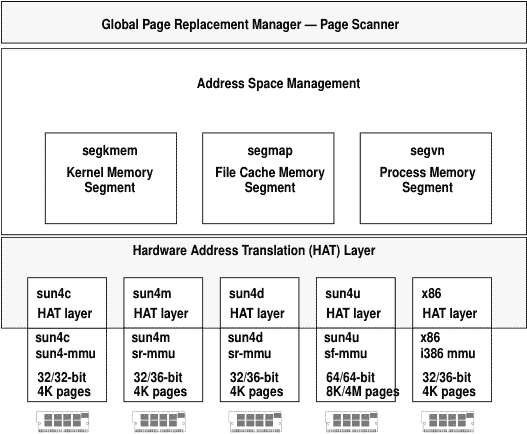 Global Page Replacement Manager — Page Scanner
Address Space Management
segkmem
Kernel Memory
Segment
segmap
File Cache Memory
Segment
segvn
Process Memory
Segment
Hardware Address Translation (HAT) Layer
sun4c
HAT layer
sun4c
sun4-mmu
32/32-bit
4K pages
sun4m
HAT layer
sun4m
sr-mmu
32/36-bit
4K pages
sun4d
HAT layer
sun4d
sr-mmu
32/36-bit
4K pages
sun4u
HAT layer
sun4u
sf-mmu
64/64-bit
8K/4M pages
x86
HAT layer
x86
i386 mmu
32/36-bit
4K pages